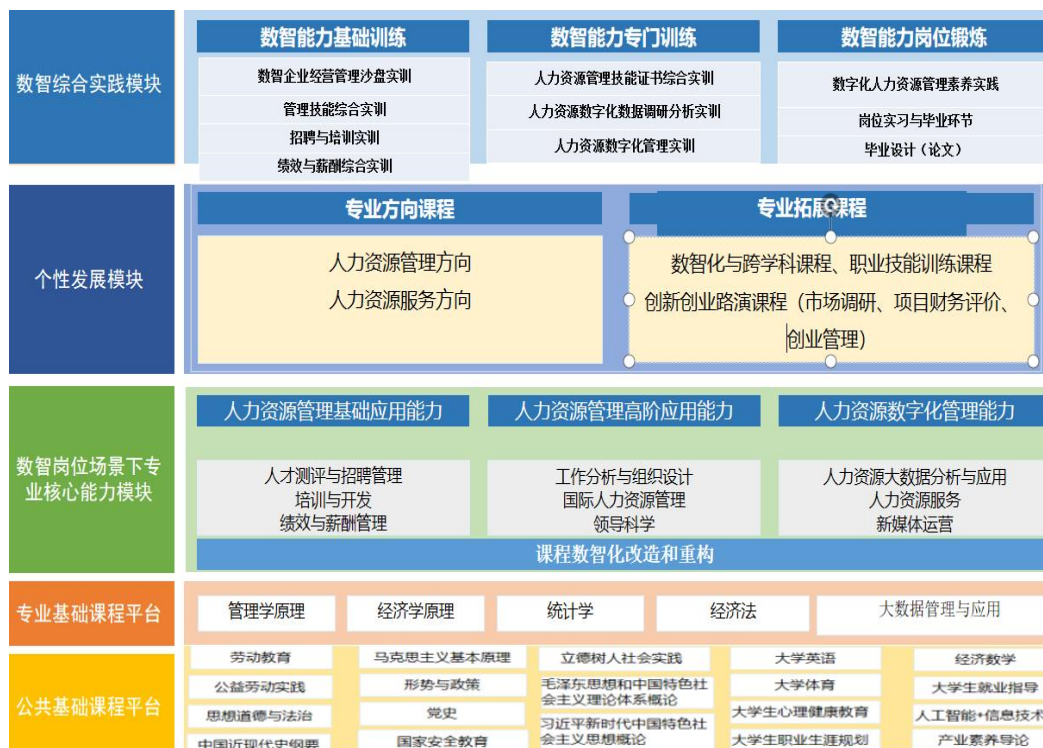 数智综合实践模块
数智能力基础训练
数智企业经营管理沙盘实训
管理技能综合实训
招聘与培训实训
绩效与薪酬综合实训
数智能力专门训练
人力资源管理技能证书综合实训
人力资源数字化数据调研分析实训
人力资源数字化管理实训
数智能力岗位锻炼
数字化人力资源管理素养实践
岗位实习与毕业环节
毕业设计（论文）
个性发展模块
专业方向课程
人力资源管理方向
人力资源服务方向
专业拓展课程
数智化与跨学科课程、职业技能训练课程
创新创业路演课程（市场调研、项目财务评价、
创业管理）
数智岗位场景下专
业核心能力模块
人力资源管理基础应用能力
人才测评与招聘管理
培训与开发
绩效与薪酬管理
人力资源管理高阶应用能力
工作分析与组织设计
国际人力资源管理
领导科学
人力资源数字化管理能力
人力资源大数据分析与应用
人力资源服务
新媒体运营
课程数智化改造和重构
专业基础课程平台
管理学原理
经济学原理
统计学
经济法
大数据管理与应用
公共基础课程平台
劳动教育
公益劳动实践
思想道德与法治
中国近现代史纲要
马克思主义基本原理
形势与政策
党史
国家安全教育
立德树人社会实践
毛泽东思想和中国特色社
会主义理论体系概论
习近平新时代中国特色社
会主义思想概论
大学英语
大学体育
大学生心理健康教育
大学生职业生涯规划
经济数学
大学生就业指导
人工智能+信息技术
产业素养导论